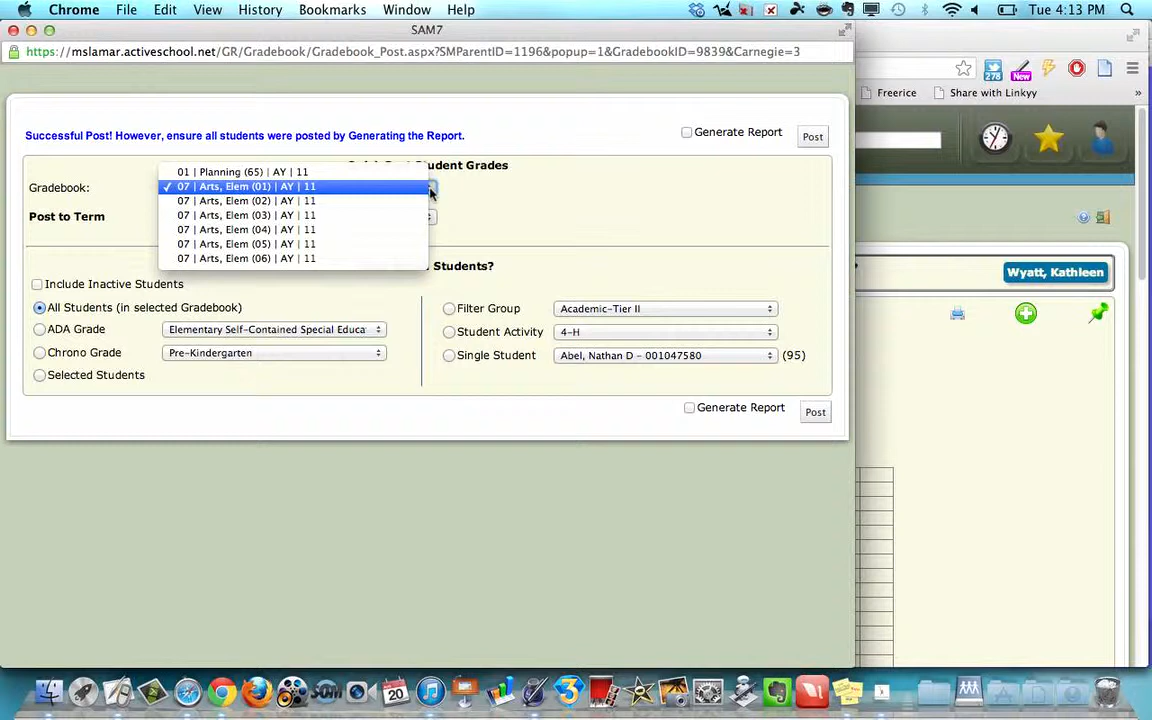 Chrome File Edit View History Bookmarks Window Help Tue 4:13 PM
SAM7
https://mslamar.activeschool.net/GR/Gradebook/Gradebook_Post.aspx?SMParentID=1196&popup=1&GradebookID=9839&Carnegie=3
278 New
Freerice Share with Linkyy »
Successful Post! However, ensure all students were posted by Generating the Report.
Generate Report Post
Student Grades
Gradebook:
01 | Planning (65) | AY | 11
✓ 07 | Arts, Elem (01) | AY | 11
07 | Arts, Elem (02) | AY | 11
07 | Arts, Elem (03) | AY | 11
07 | Arts, Elem (04) | AY | 11
07 | Arts, Elem (05) | AY | 11
07 | Arts, Elem (06) | AY | 11
Post to Term
Students?
Wyatt, Kathleen
Include Inactive Students
All Students (in selected Gradebook)
ADA Grade Elementary Self-Contained Special Educa
Chrono Grade Pre-Kindergarten
Selected Students
Filter Group Academic-Tier II
Student Activity 4-H
Single Student Abel, Nathan D - 001047580 (95)
Generate Report Post